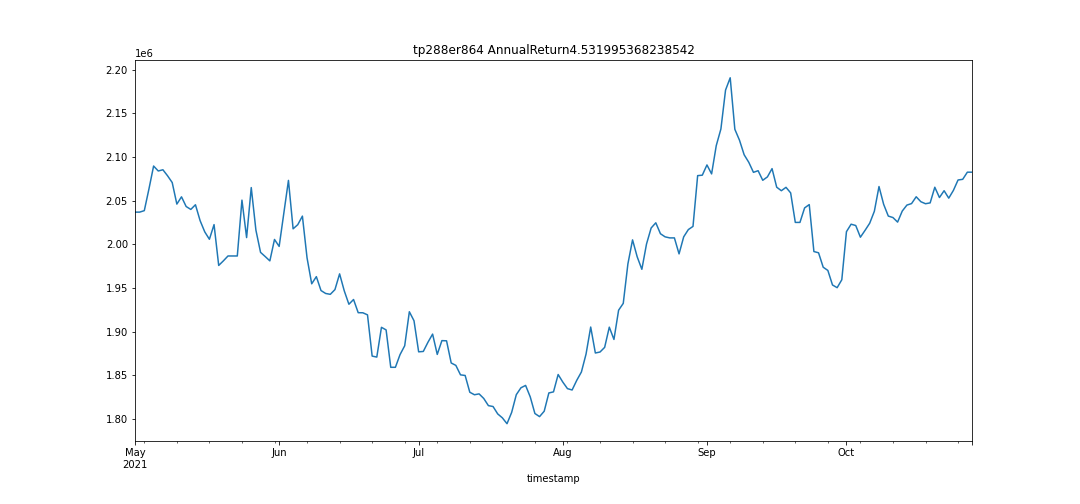 tp288er864 AnnualReturn4.531995368238542
1e6
2.20
2.15
2.10
2.05
2.00
1.95
1.90
1.85
1.80
May Jun Jul Aug Sep Oct
2021
timestamp